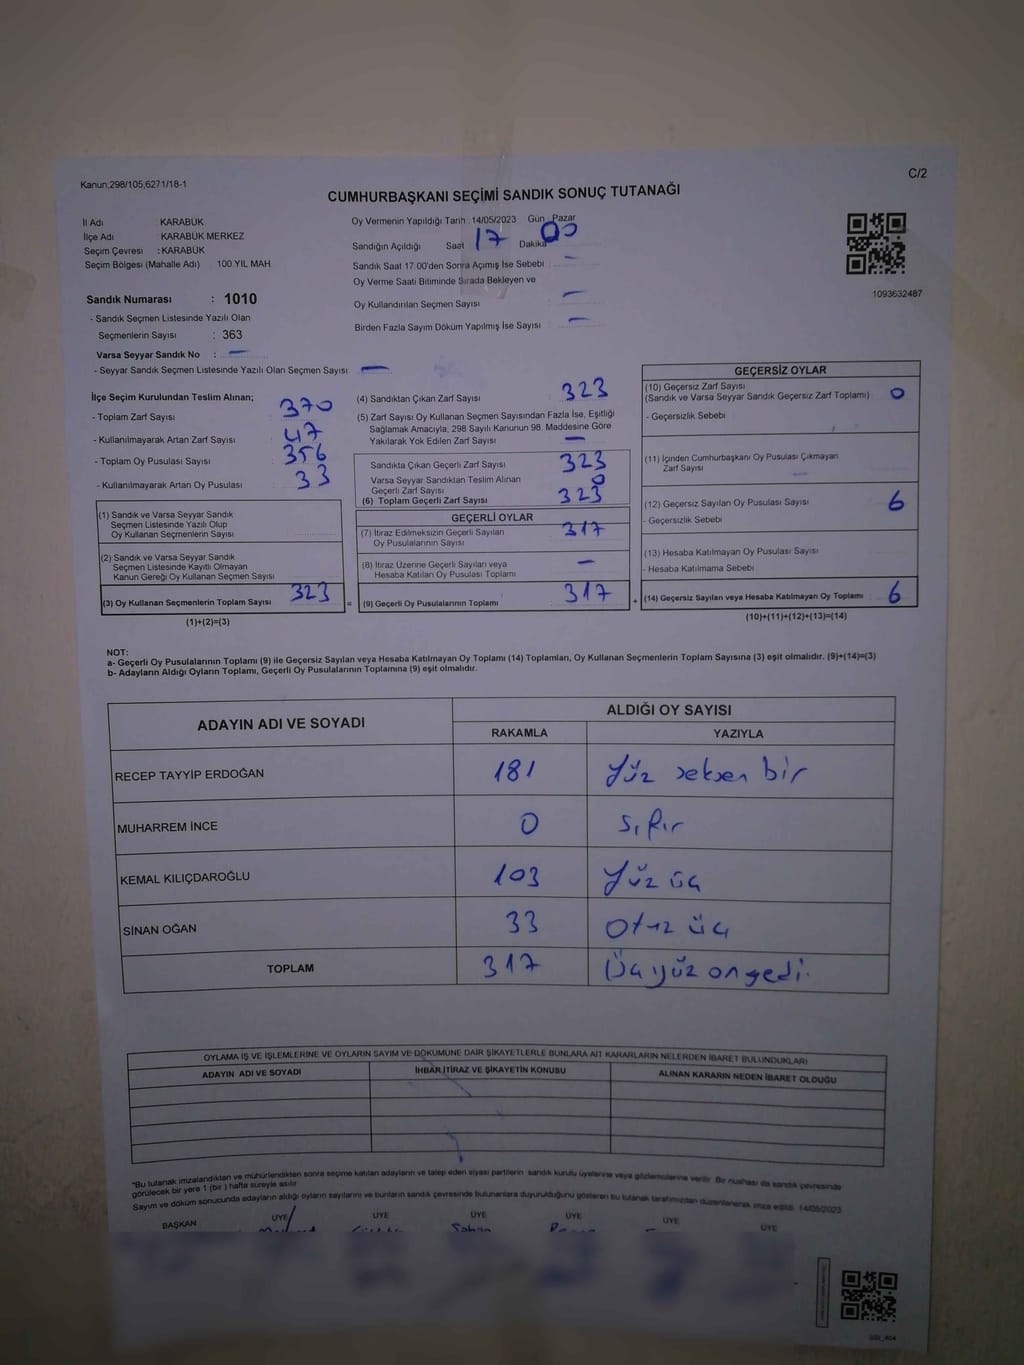 Kanun;298/105;6271/18-1
C/2
CUMHURBAŞKANI SEÇİMİ SANDIK SONUÇ TUTANAĞI
İl Adı KARABÜK
İlçe Adı KARABÜK MERKEZ
Seçim Çevresi : KARABÜK
Seçim Bölgesi (Mahalle Adı) 100.YIL MAH.
Oy Vermenin Yapıldığı Tarih : 14/05/2023 Gün Pazar
Sandığın Açıldığı Saat 17 Dakika 00
Sandık Saat 17:00'den Sonra Açımış İse Sebebi -
Oy Verme Saati Bitiminde Sırada Bekleyen ve
Oy Kullandırılan Seçmen Sayısı -
Birden Fazla Sayım Döküm Yapılmış İse Sayısı -
1093632487
Sandık Numarası : 1010
- Sandık Seçmen Listesinde Yazılı Olan
Seçmenlerin Sayısı : 363
Varsa Seyyar Sandık No : -
- Seyyar Sandık Seçmen Listesinde Yazılı Olan Seçmen Sayısı -
İlçe Seçim Kurulundan Teslim Alınan;
- Toplam Zarf Sayısı 370
- Kullanılmayarak Artan Zarf Sayısı 47
- Toplam Oy Pusulası Sayısı 356
- Kullanılmayarak Artan Oy Pusulası 33
(1) Sandık ve Varsa Seyyar Sandık
Seçmen Listesinde Yazılı Olup
Oy Kullanan Seçmenlerin Sayısı
(2) Sandık ve Varsa Seyyar Sandık
Seçmen Listesinde Kayıtlı Olmayan
Kanun Gereği Oy Kullanan Seçmen Sayısı
(3) Oy Kullanan Seçmenlerin Toplam Sayısı 323
(1)+(2)=(3)
(4) Sandıktan Çıkan Zarf Sayısı 323
(5) Zarf Sayısı Oy Kullanan Seçmen Sayısından Fazla İse, Eşitliği
Sağlamak Amacıyla, 298 Sayılı Kanunun 98. Maddesine Göre
Yakılarak Yok Edilen Zarf Sayısı -
Sandıkta Çıkan Geçerli Zarf Sayısı 323
Varsa Seyyar Sandıktan Teslim Alınan
Geçerli Zarf Sayısı 0
(6) Toplam Geçerli Zarf Sayısı 323
GEÇERLİ OYLAR
(7) İtiraz Edilmeksizin Geçerli Sayılan
Oy Pusulalarının Sayısı 317
(8) İtiraz Üzerine Geçerli Sayılan veya
Hesaba Katılan Oy Pusulası Toplamı -
= (9) Geçerli Oy Pusulalarının Toplamı 317
GEÇERSİZ OYLAR
(10) Geçersiz Zarf Sayısı
(Sandık ve Varsa Seyyar Sandık Geçersiz Zarf Toplamı) 0
- Geçersizlik Sebebi
(11) İçinden Cumhurbaşkanı Oy Pusulası Çıkmayan
Zarf Sayısı -
(12) Geçersiz Sayılan Oy Pusulası Sayısı 6
- Geçersizlik Sebebi
(13) Hesaba Katılmayan Oy Pusulası Sayısı
- Hesaba Katılmama Sebebi
+ (14) Geçersiz Sayılan veya Hesaba Katılmayan Oy Toplamı 6
(10)+(11)+(12)+(13)=(14)
NOT:
a- Geçerli Oy Pusulalarının Toplamı (9) ile Geçersiz Sayılan veya Hesaba Katılmayan Oy Toplamı (14) Toplamları, Oy Kullanan Seçmenlerin Toplam Sayısına (3) eşit olmalıdır. (9)+(14)=(3)
b- Adayların Aldığı Oyların Toplamı, Geçerli Oy Pusulalarının Toplamına (9) eşit olmalıdır.
ADAYIN ADI VE SOYADI ALDIĞI OY SAYISI
RAKAMLA YAZIYLA
RECEP TAYYİP ERDOĞAN 181 Yüz seksen bir
MUHARREM İNCE 0 Sıfır
KEMAL KILIÇDAROĞLU 103 Yüz üç
SİNAN OĞAN 33 Otuz üç
TOPLAM 317 Üçyüz onyedi.
OYLAMA İŞ VE İŞLEMLERİNE VE OYLARIN SAYIM VE DÖKÜMÜNE DAİR ŞİKAYETLERLE BUNLARA AİT KARARLARIN NELERDEN İBARET BULUNDUKLARI
ADAYIN ADI VE SOYADI İHBAR,İTİRAZ VE ŞİKAYETİN KONUSU ALINAN KARARIN NEDEN İBARET OLDUĞU
"Bu tutanak imzalandıktan ve mühürlendikten sonra seçime katılan adayların ve talep eden siyasi partilerin sandık kurulu üyelerine veya gözlemcilerine verilir. Bir nüshası da sandık çevresinde
görülecek bir yere 1 (bir ) hafta süreyle asılır
Sayım ve döküm sonucunda adayların aldığı oyların sayılarını ve bunların sandık çevresinde bulunanlara duyurulduğunu gösteren bu tutanak tarafımızdan düzenlenerek imza edildi. 14/05/2023
BAŞKAN ÜYE ÜYE ÜYE ÜYE ÜYE ÜYE